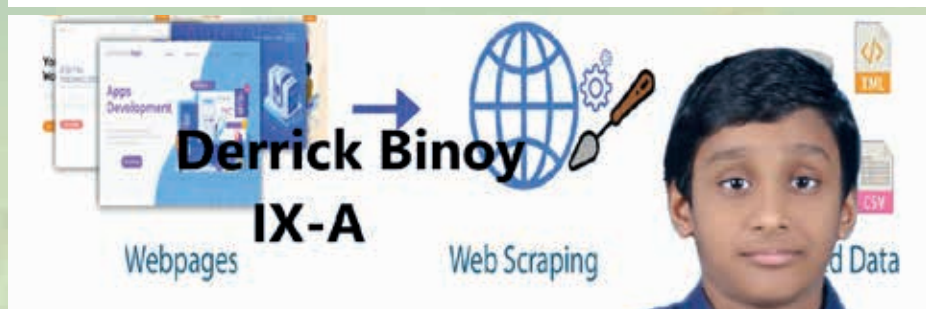 Apps
Development
XML
Derrick Binoy
IX-A
CSV
Webpages
Web Scraping
d Data